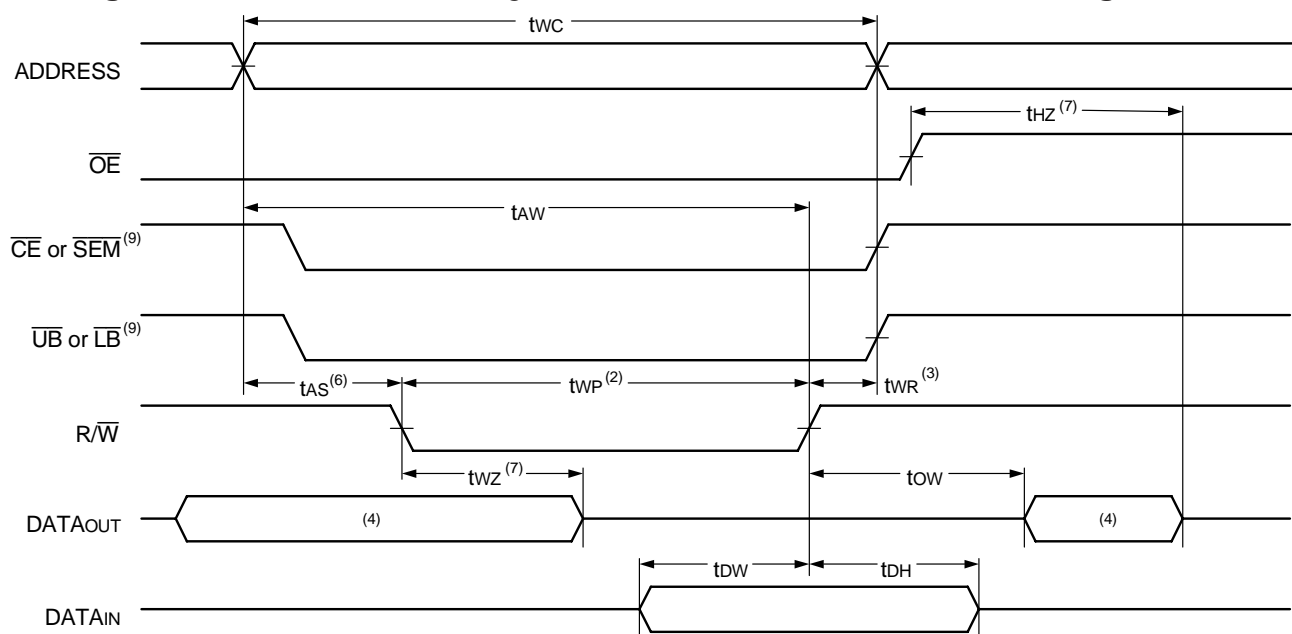 tWC
ADDRESS
tHZ (7)
OE
tAW
CE or SEM (9)
UB or LB (9)
tAS(6)
tWP(2)
tWR(3)
R/W
tWZ (7)
tOW
DATAOUT
(4)
(4)
tDW
tDH
DATAIN